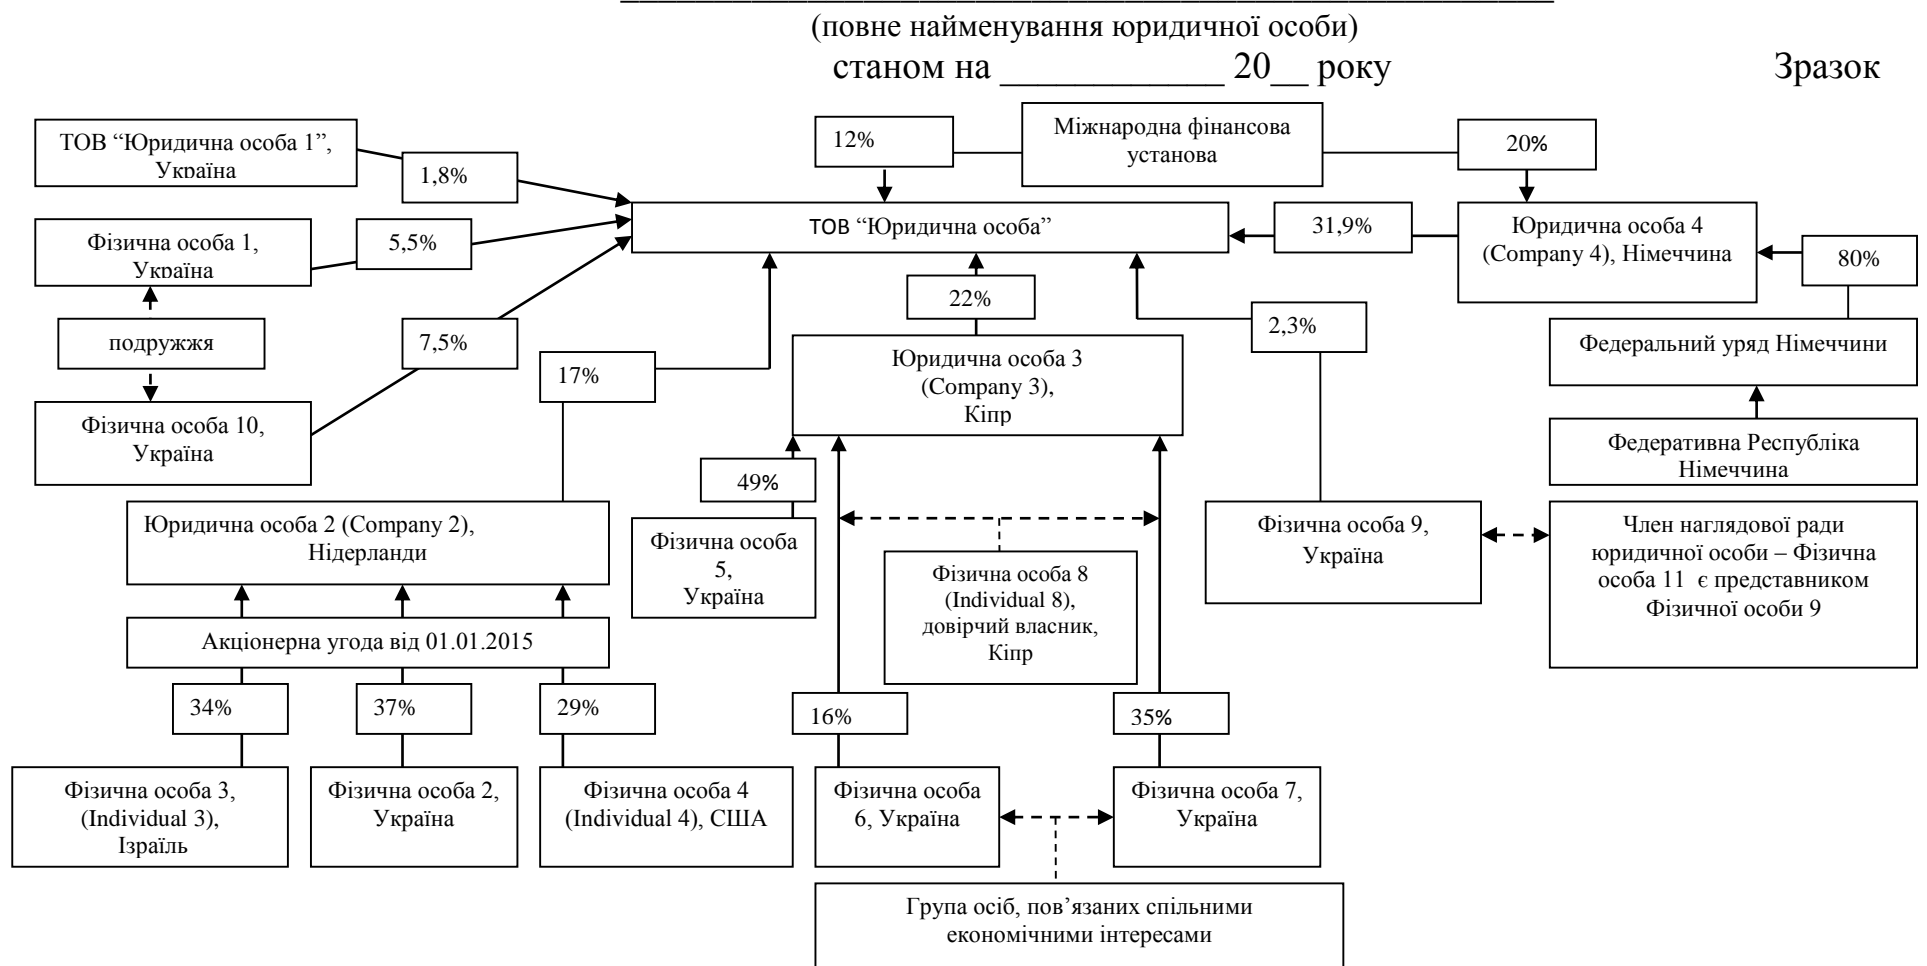 (повне найменування юридичної особи)
станом на ____________ 20__ року
Зразок
ТОВ “Юридична особа 1”,
Україна
1,8%
12%
Міжнародна фінансова
установа
20%
Фізична особа 1,
Україна
5,5%
ТОВ “Юридична особа”
31,9%
Юридична особа 4
(Company 4), Німеччина
80%
22%
подружжя
7,5%
2,3%
Федеральний уряд Німеччини
17%
Юридична особа 3
(Company 3),
Кіпр
Фізична особа 10,
Україна
Федеративна Республіка
Німеччина
49%
Юридична особа 2 (Company 2),
Нідерланди
Фізична особа
5,
Україна
Фізична особа 8
(Individual 8),
довірчий власник,
Кіпр
Фізична особа 9,
Україна
Член наглядової ради
юридичної особи – Фізична
особа 11 є представником
Фізичної особи 9
Акціонерна угода від 01.01.2015
34%
37%
29%
16%
35%
Фізична особа 3,
(Individual 3),
Ізраїль
Фізична особа 2,
Україна
Фізична особа 4
(Individual 4), США
Фізична особа
6, Україна
Фізична особа 7,
Україна
Група осіб, пов’язаних спільними
економічними інтересами